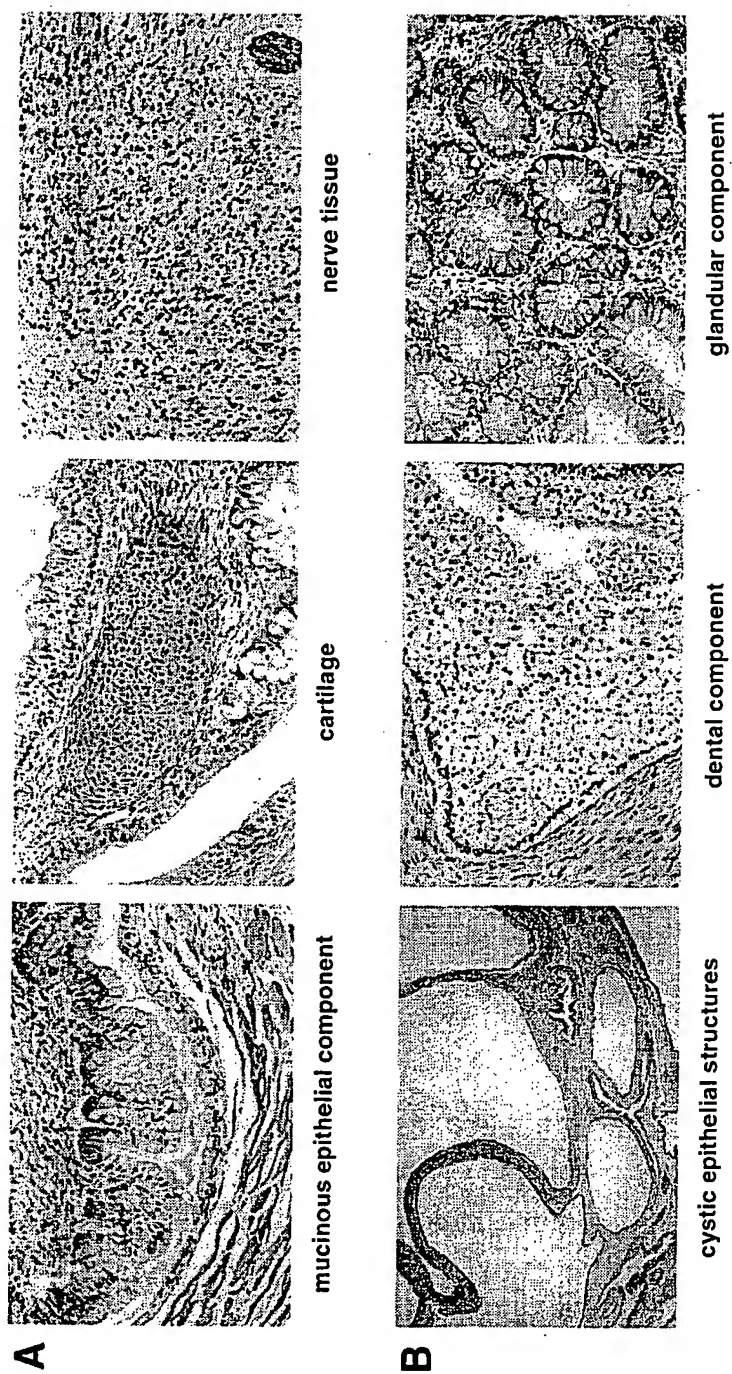 A
mucinous epithelial component
cartilage
nerve tissue
B
cystic epithelial structures
dental component
glandular component